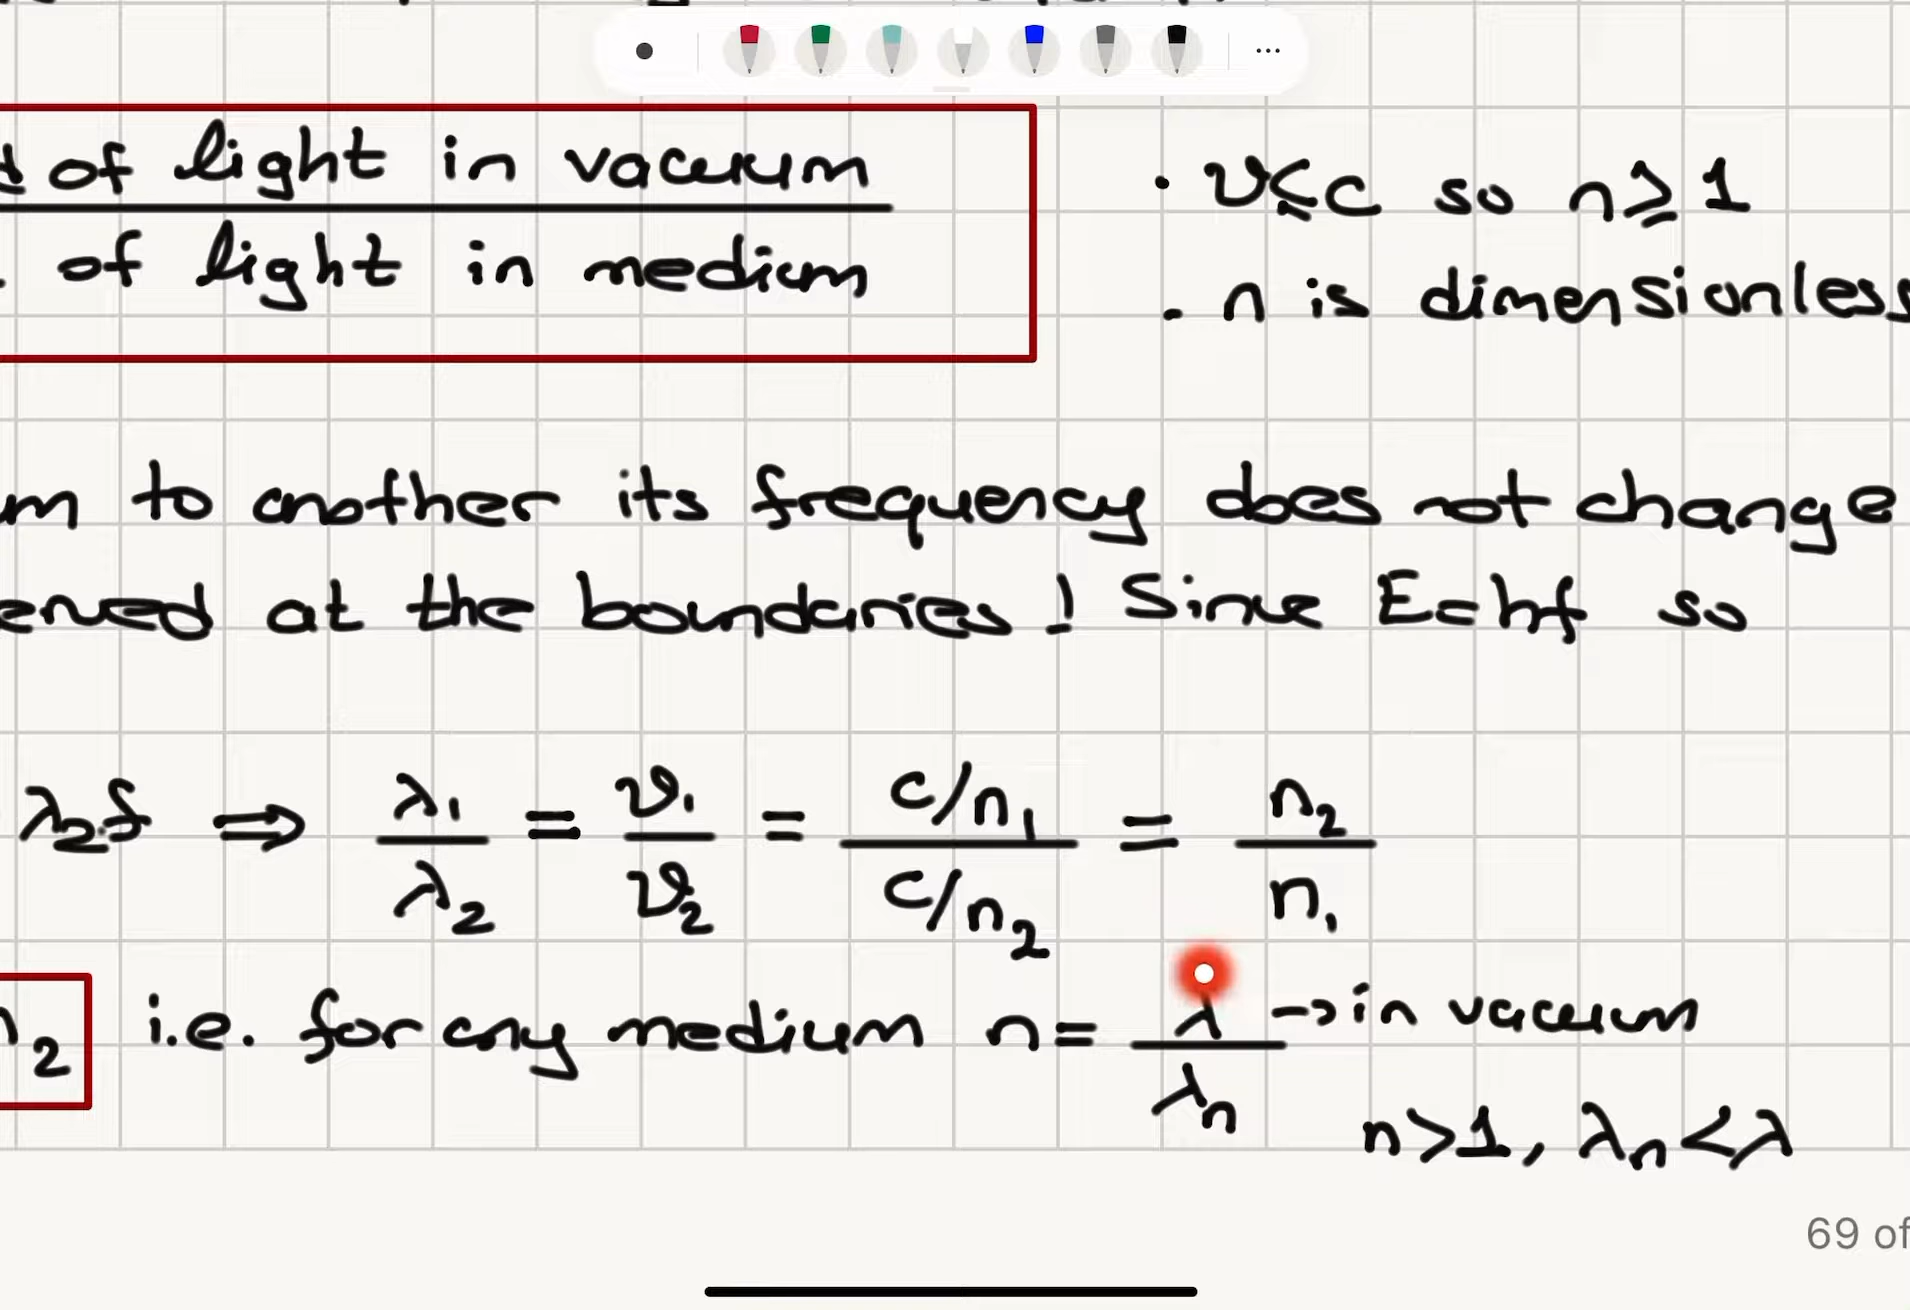 of light in vacuum
of light in medium
· v≤c so n≥1
. n is dimensionless
to another its frequency does not change
at the boundaries! Since E=hf so
λ₂f ⇒ λ₁/λ₂ = v₁/v₂ = (c/n₁)/(c/n₂) = n₂/n₁
₂ i.e. for any medium n= λ/λₙ → in vacuum
n>1, λₙ<λ
69 of